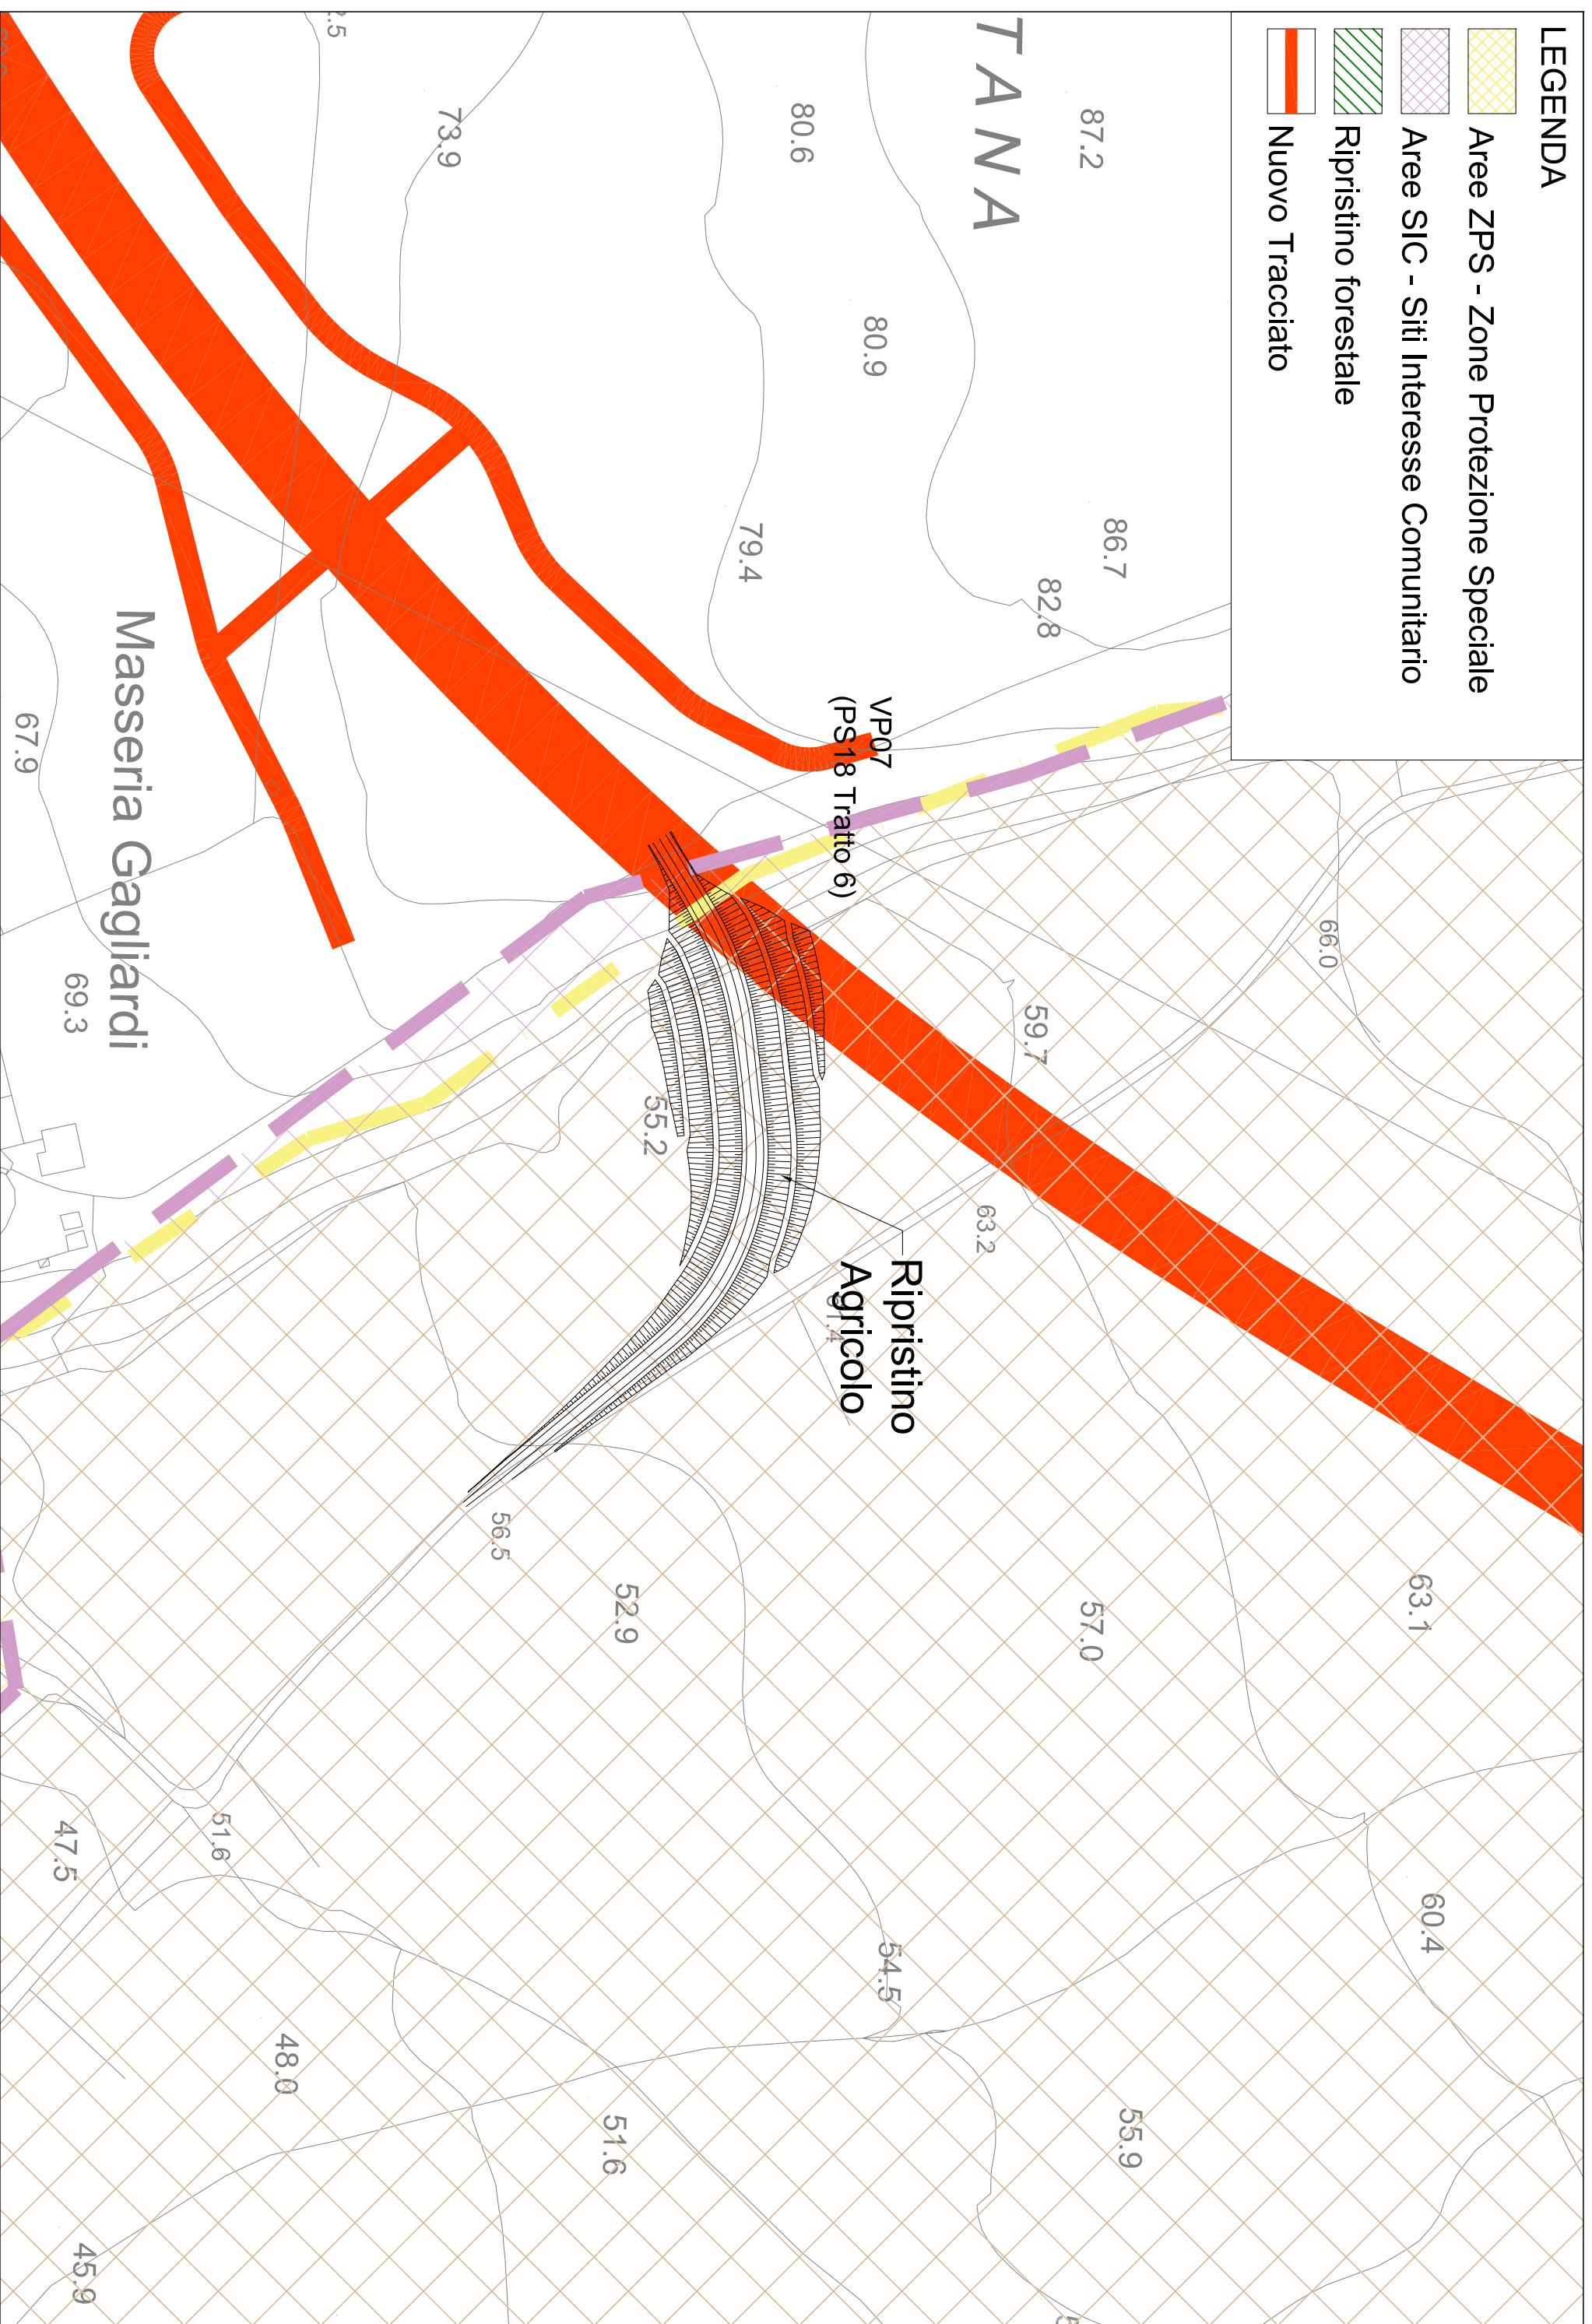 LEGENDA
Aree ZPS - Zone Protezione Speciale
Aree SIC - Siti Interesse Comunitario
Ripristino forestale
Nuovo Tracciato
TANA
87.2
80.6
73.9
80.9
86.7
82.8
79.4
VP07
(PS18 Tratto 6)
Masseria Gagliardi
67.9
69.3
66.0
59.7
55.2
63.2
Ripristino
Agricolo
56.5
52.9
57.0
63.1
51.6
47.5
60.4
54.5
48.0
51.6
55.9
45.9